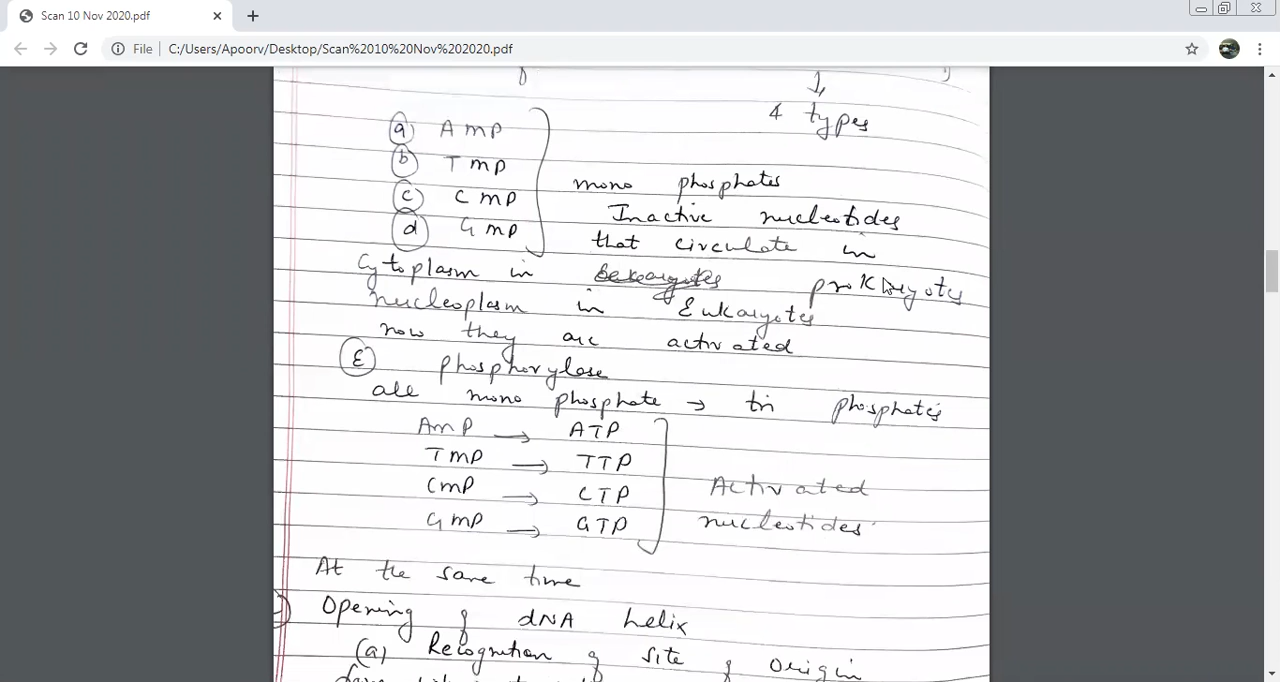 Scan 10 Nov 2020.pdf
File C:/Users/Apoorv/Desktop/Scan%2010%20Nov%202020.pdf
4 types
(a) AMP
(b) TMP
(c) CMP
(d) GMP
mono phosphates
Inactive nucleotides
that circulate in
Cytoplasm in prokaryotes
nucleoplasm in Eukaryotes
now they are activated
(E) phosphorylase
all mono phosphate → tri phosphates
AMP → ATP
TMP → TTP
CMP → CTP
GMP → GTP
Activated
nucleotides
At the same time
Opening of dNA helix
(a) Recognition of site of origin